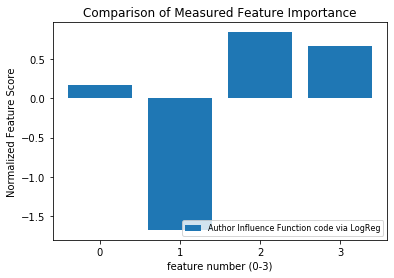 Comparison of Measured Feature Importance
Normalized Feature Score
0.5
0.0
−0.5
−1.0
−1.5
Author Influence Function code via LogReg
0 1 2 3
feature number (0-3)